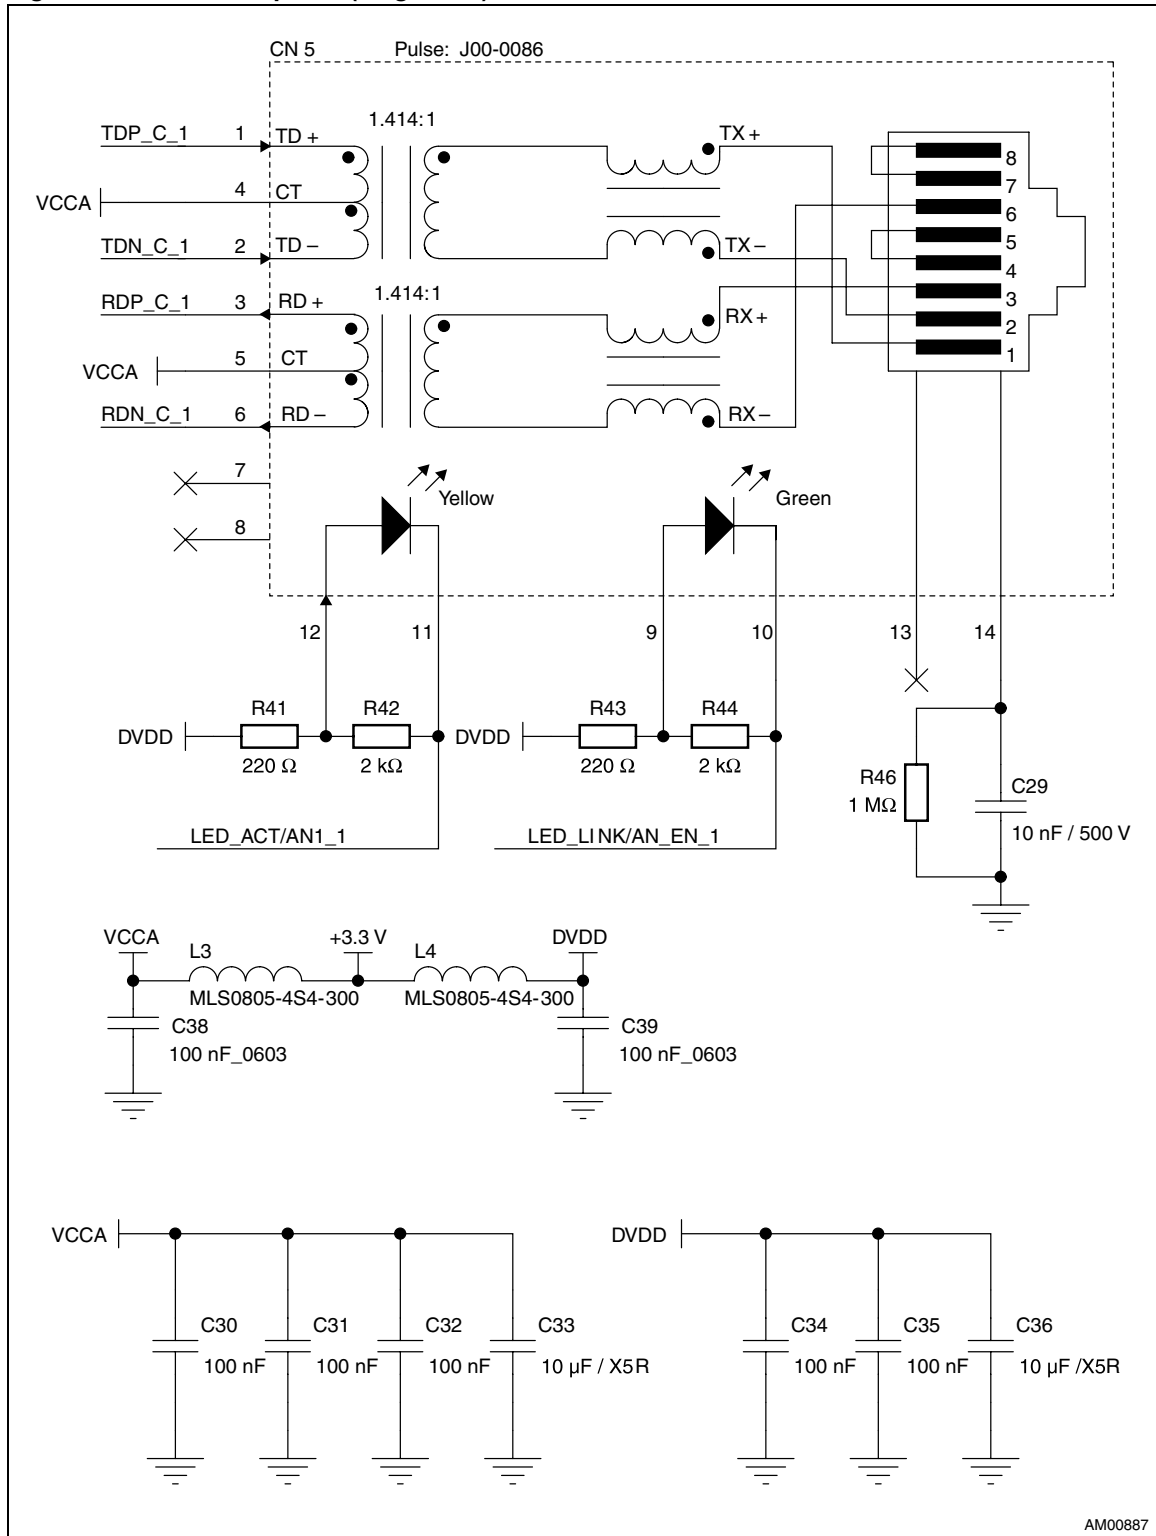 CN 5 Pulse: J00-0086
1.414:1
TDP_C_1 1 TD + TX +
8
7
VCCA 4 CT
6
TDN_C_1 2 TD – TX –
5
4
1.414:1
RDP_C_1 3 RD + RX +
3
2
1
VCCA 5 CT
RDN_C_1 6 RD – RX –
7
Yellow Green
8
12 11 9 10 13 14
R41 R42 R43 R44
DVDD DVDD
220 Ω 2 kΩ 220 Ω 2 kΩ
R46 C29
1 MΩ
10 nF / 500 V
LED_ACT/AN1_1 LED_LINK/AN_EN_1
VCCA +3.3 V DVDD
L3 L4
MLS0805-4S4-300 MLS0805-4S4-300
C38 C39
100 nF_0603 100 nF_0603
VCCA DVDD
C30 C31 C32 C33 C34 C35 C36
100 nF 100 nF 100 nF 10 µF / X5R 100 nF 100 nF 10 µF /X5R
AM00887